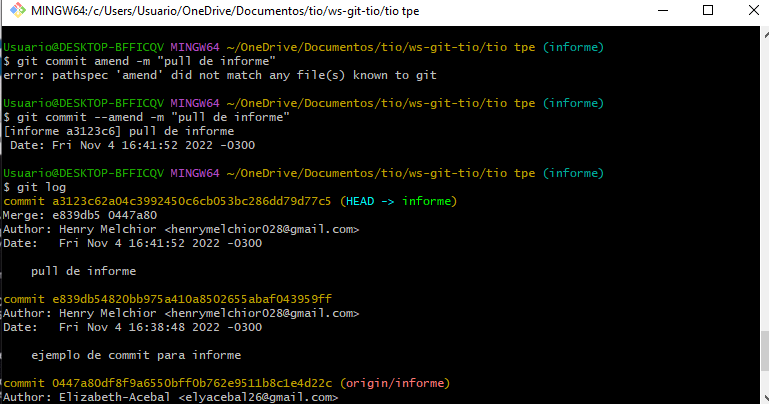 MINGW64:/c/Users/Usuario/OneDrive/Documentos/tio/ws-git-tio/tio tpe
Usuario@DESKTOP-BFFICQV MINGW64 ~/OneDrive/Documentos/tio/ws-git-tio/tio tpe (informe)
$ git commit amend -m "pull de informe"
error: pathspec 'amend' did not match any file(s) known to git
Usuario@DESKTOP-BFFICQV MINGW64 ~/OneDrive/Documentos/tio/ws-git-tio/tio tpe (informe)
$ git commit --amend -m "pull de informe"
[informe a3123c6] pull de informe
Date: Fri Nov 4 16:41:52 2022 -0300
Usuario@DESKTOP-BFFICQV MINGW64 ~/OneDrive/Documentos/tio/ws-git-tio/tio tpe (informe)
$ git log
commit a3123c62a04c3992450c6cb053bc286dd79d77c5 (HEAD -> informe)
Merge: e839db5 0447a80
Author: Henry Melchior <henrymelchior028@gmail.com>
Date:   Fri Nov 4 16:41:52 2022 -0300
pull de informe
commit e839db54820bb975a410a8502655abaf043959ff
Author: Henry Melchior <henrymelchior028@gmail.com>
Date:   Fri Nov 4 16:38:48 2022 -0300
ejemplo de commit para informe
commit 0447a80df8f9a6550bff0b762e9511b8c1e4d22c (origin/informe)
Author: Elizabeth-Acebal <elyacebal26@gmail.com>